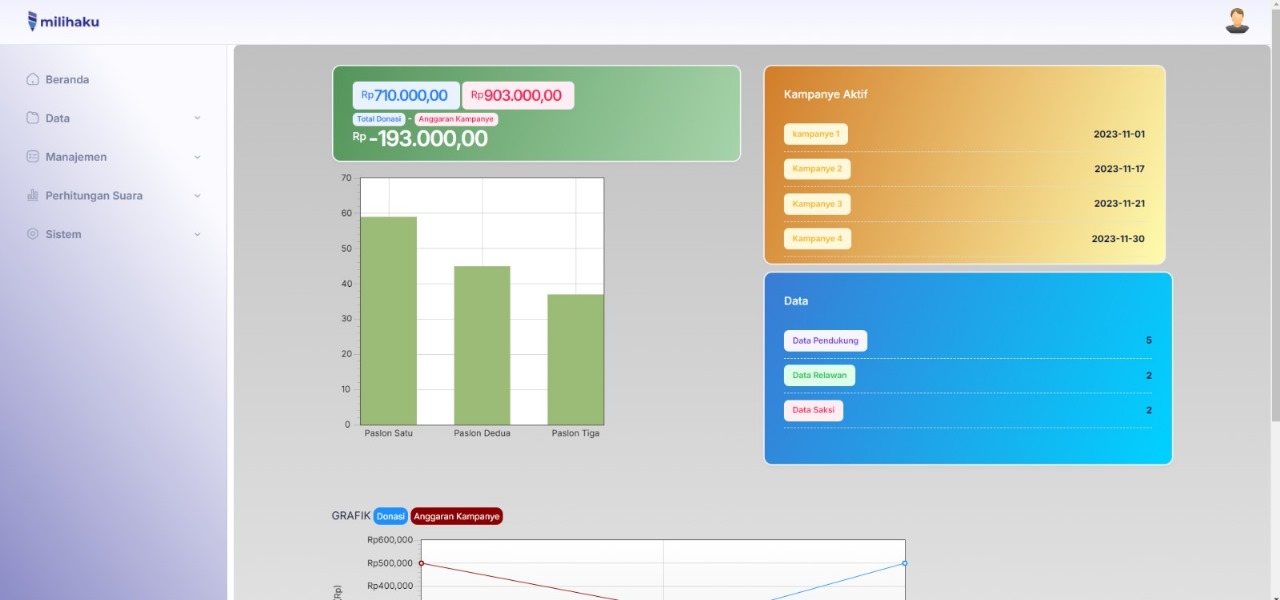 milihaku
Beranda
Data
Manajemen
Perhitungan Suara
Sistem
Rp710.000,00 Rp903.000,00
Total Donasi - Anggaran Kampanye
Rp -193.000,00
70
60
50
40
30
20
10
0
Paslon Satu Paslon Dedua Paslon Tiga
Kampanye Aktif
kampanye 1 2023-11-01
Kampanye 2 2023-11-17
Kampanye 3 2023-11-21
Kampanye 4 2023-11-30
Data
Data Pendukung 5
Data Relawan 2
Data Saksi 2
GRAFIK Donasi Anggaran Kampanye
Rp600,000
Rp500,000
Rp400,000
Rp)